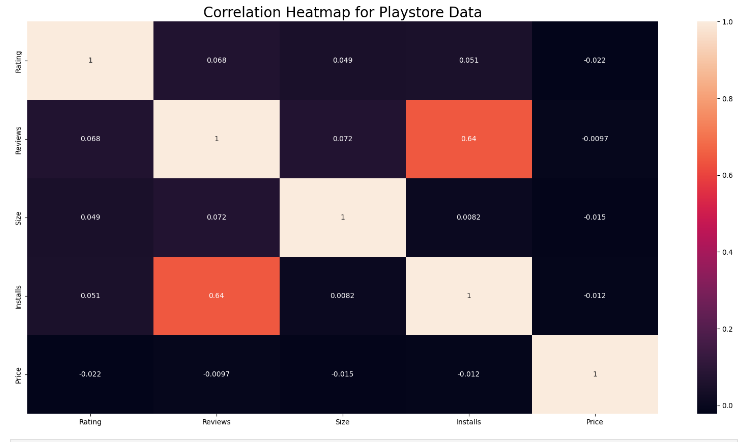 Correlation Heatmap for Playstore Data
Rating 1 0.068 0.049 0.051 -0.022
Reviews 0.068 1 0.072 0.64 -0.0097
Size 0.049 0.072 1 0.0082 -0.015
Installs 0.051 0.64 0.0082 1 -0.012
Price -0.022 -0.0097 -0.015 -0.012 1
Rating Reviews Size Installs Price
1.0
0.8
0.6
0.4
0.2
0.0